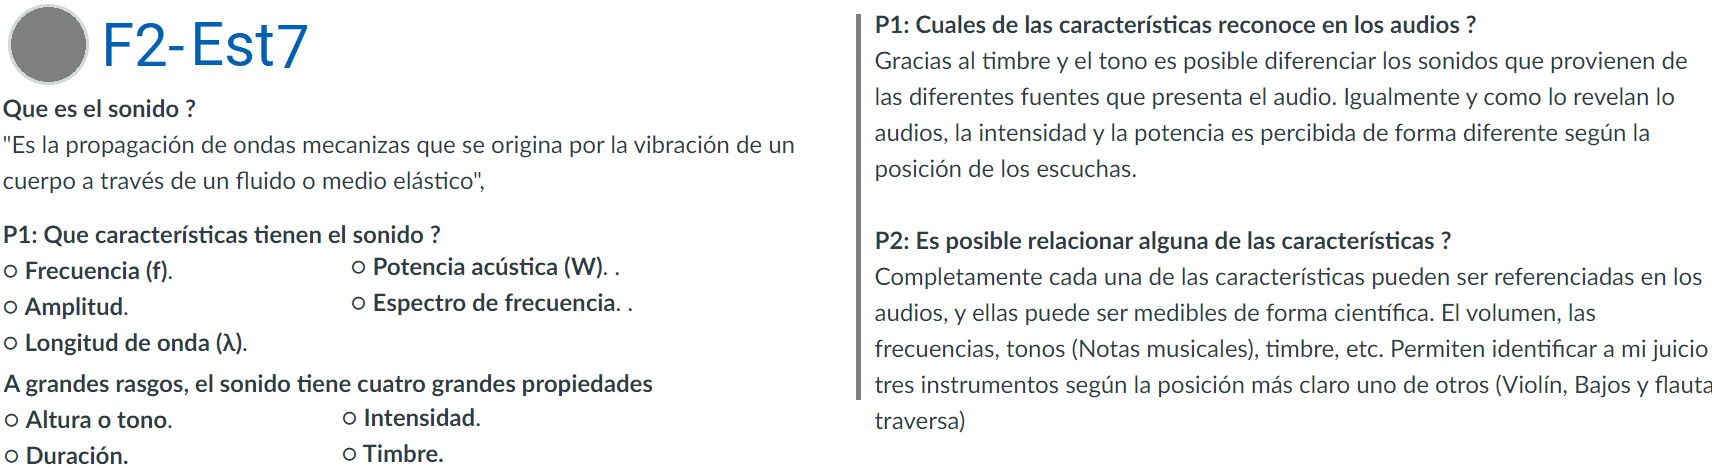 F2-Est7
Que es el sonido ?
"Es la propagación de ondas mecanizas que se origina por la vibración de un
cuerpo a través de un fluido o medio elástico",
P1: Que características tienen el sonido ?
○ Frecuencia (f).
○ Amplitud.
○ Longitud de onda (λ).
○ Potencia acústica (W). .
○ Espectro de frecuencia. .
A grandes rasgos, el sonido tiene cuatro grandes propiedades
○ Altura o tono.
○ Duración.
○ Intensidad.
○ Timbre.
P1: Cuales de las características reconoce en los audios ?
Gracias al timbre y el tono es posible diferenciar los sonidos que provienen de
las diferentes fuentes que presenta el audio. Igualmente y como lo revelan lo
audios, la intensidad y la potencia es percibida de forma diferente según la
posición de los escuchas.
P2: Es posible relacionar alguna de las características ?
Completamente cada una de las características pueden ser referenciadas en los
audios, y ellas puede ser medibles de forma científica. El volumen, las
frecuencias, tonos (Notas musicales), timbre, etc. Permiten identificar a mi juicio
tres instrumentos según la posición más claro uno de otros (Violín, Bajos y flauta
traversa)